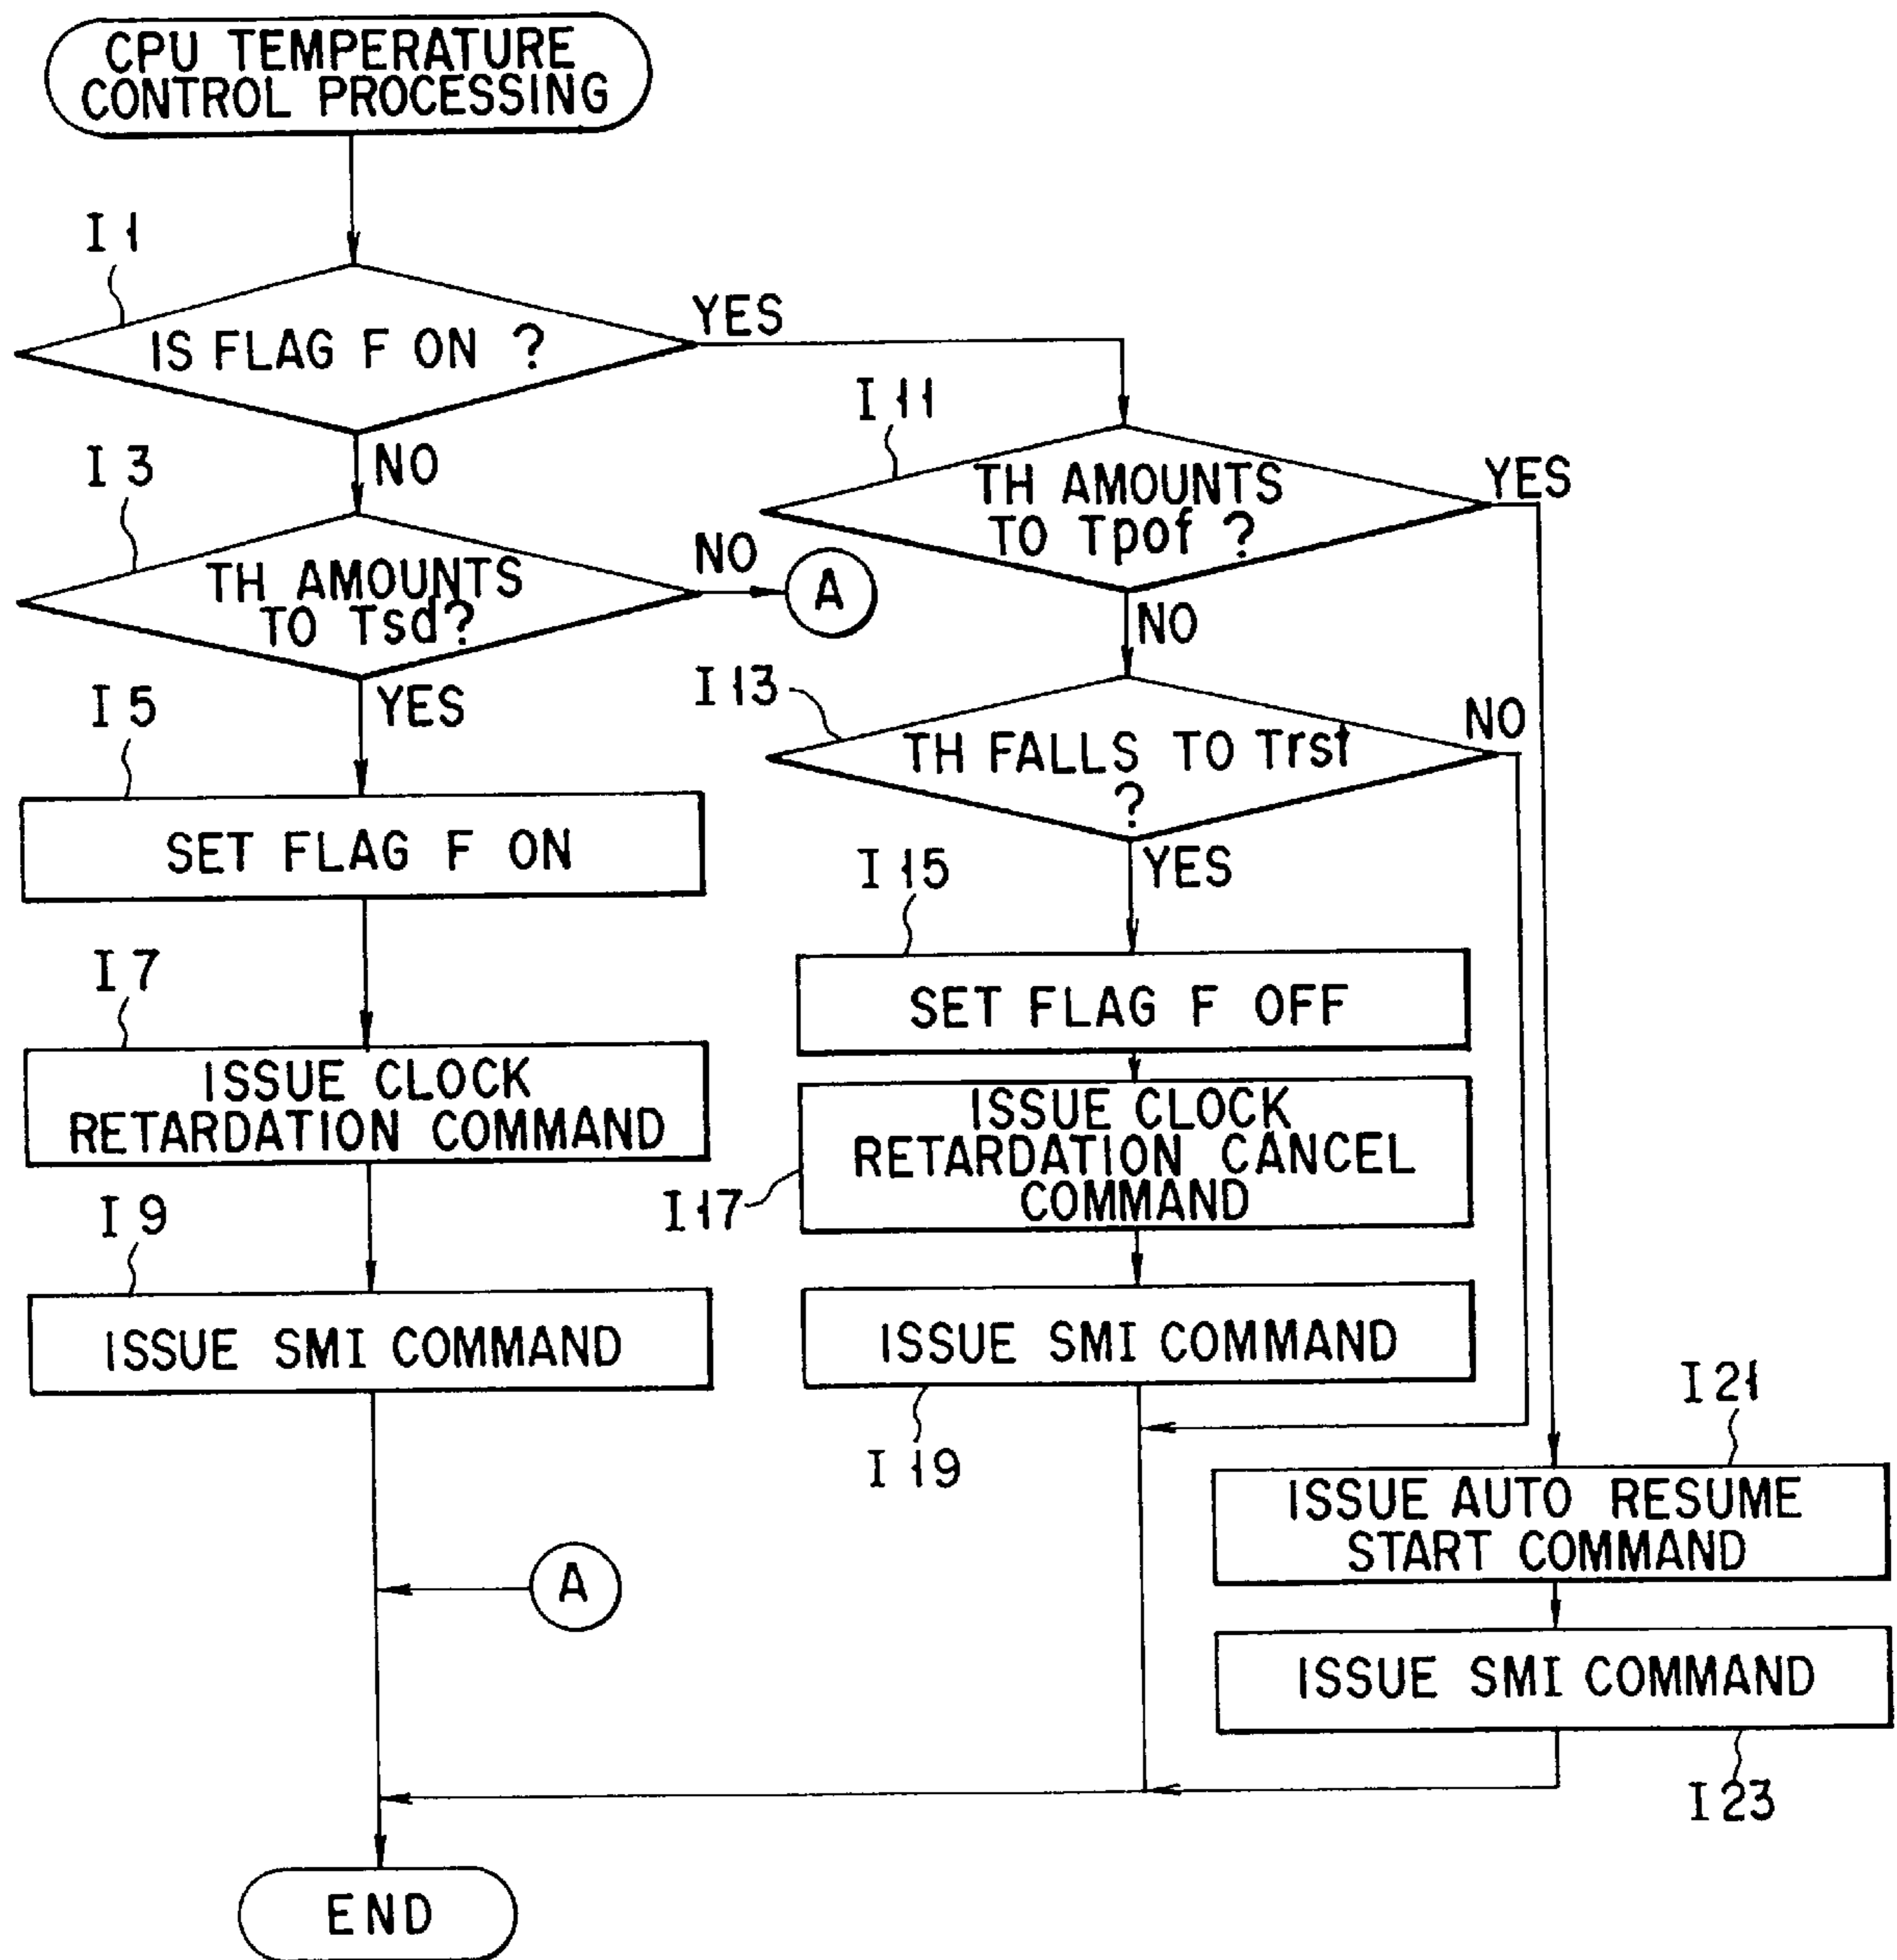 CPU TEMPERATURE
CONTROL PROCESSING
I1
IS FLAG F ON ?
YES
NO
I3
TH AMOUNTS
TO Tsd?
NO
A
YES
I5
SET FLAG F ON
I7
ISSUE CLOCK
RETARDATION COMMAND
I9
ISSUE SMI COMMAND
A
I11
TH AMOUNTS
TO Tpof ?
YES
NO
I13
TH FALLS TO Trst
?
NO
YES
I15
SET FLAG F OFF
ISSUE CLOCK
RETARDATION CANCEL
COMMAND
I17
ISSUE SMI COMMAND
I19
I21
ISSUE AUTO RESUME
START COMMAND
ISSUE SMI COMMAND
I23
END